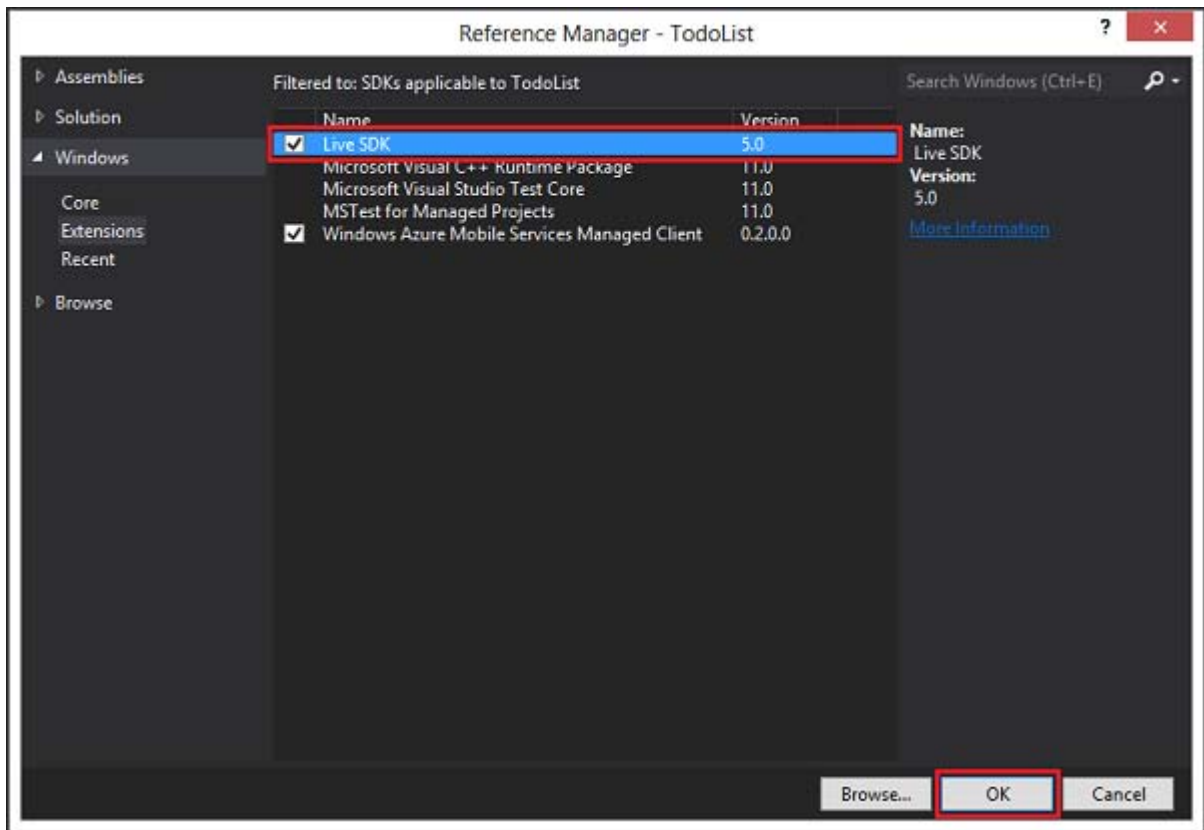 Reference Manager - TodoList
?
Assemblies
Solution
Windows
Core
Extensions
Recent
Browse
Filtered to: SDKs applicable to TodoList
Name Version
Live SDK 5.0
Microsoft Visual C++ Runtime Package 11.0
Microsoft Visual Studio Test Core 11.0
MSTest for Managed Projects 11.0
Windows Azure Mobile Services Managed Client 0.2.0.0
Search Windows (Ctrl+E)
Name:
Live SDK
Version:
5.0
More Information
Browse... OK Cancel